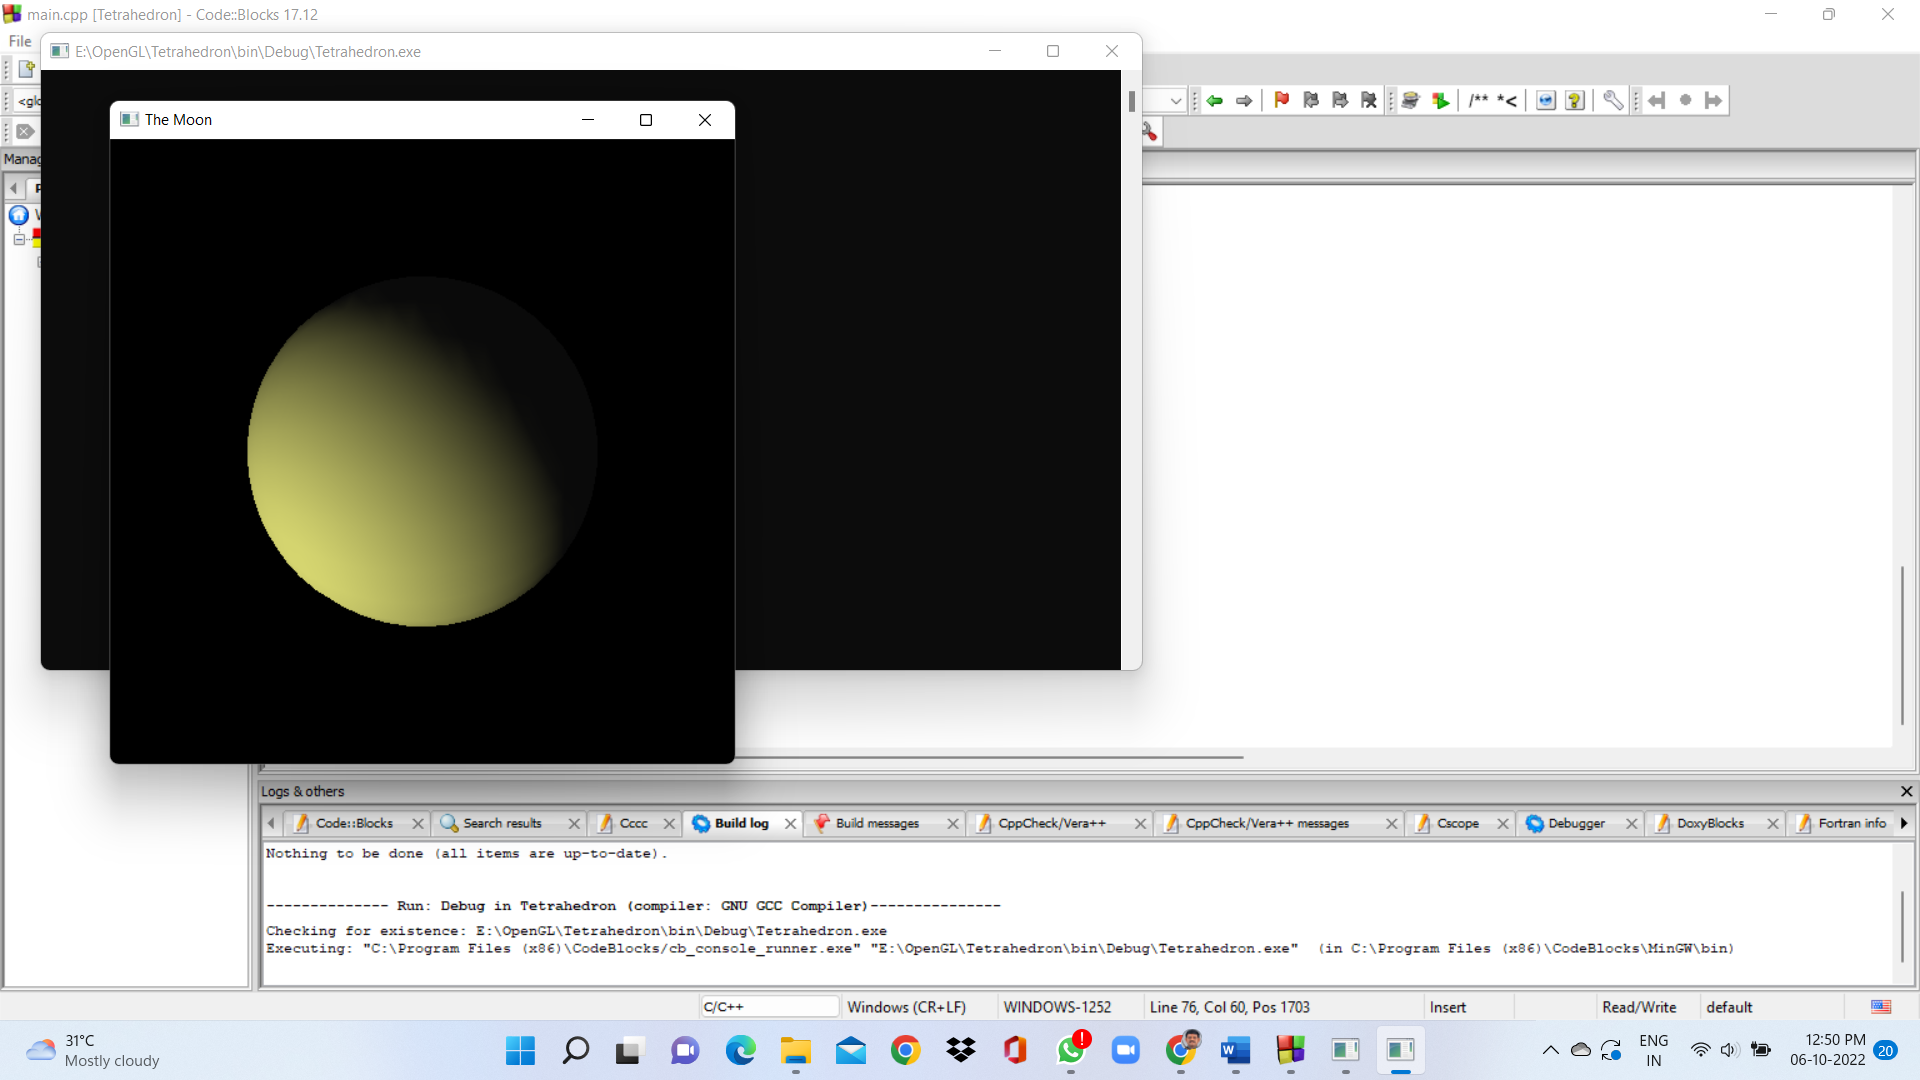 main.cpp [Tetrahedron] - Code::Blocks 17.12
File
E:\OpenGL\Tetrahedron\bin\Debug\Tetrahedron.exe
<glo
/** *<
The Moon
Manag
Logs & others
Code::Blocks
Search results
Cccc
Build log
Build messages
CppCheck/Vera++
CppCheck/Vera++ messages
Cscope
Debugger
DoxyBlocks
Fortran info
Nothing to be done (all items are up-to-date).
-------------- Run: Debug in Tetrahedron (compiler: GNU GCC Compiler)---------------
Checking for existence: E:\OpenGL\Tetrahedron\bin\Debug\Tetrahedron.exe
Executing: "C:\Program Files (x86)\CodeBlocks/cb_console_runner.exe" "E:\OpenGL\Tetrahedron\bin\Debug\Tetrahedron.exe"  (in C:\Program Files (x86)\CodeBlocks\MinGW\bin)
C/C++
Windows (CR+LF)
WINDOWS-1252
Line 76, Col 60, Pos 1703
Insert
Read/Write
default
31°C
Mostly cloudy
ENG
IN
12:50 PM
06-10-2022
20